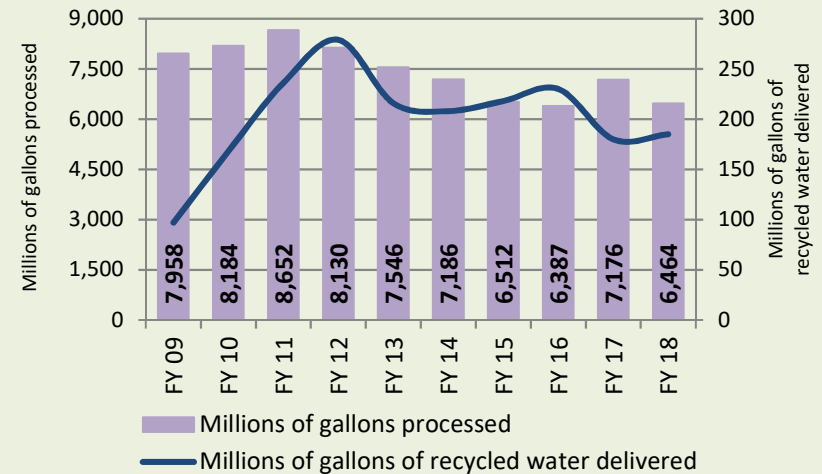 Millions of gallons processed
9,000
7,500
6,000
4,500
3,000
1,500
0
7,958
8,184
8,652
8,130
7,546
7,186
6,512
6,387
7,176
6,464
300
250
200
150
100
50
0
Millions of gallons of
recycled water delivered
FY 09
FY 10
FY 11
FY 12
FY 13
FY 14
FY 15
FY 16
FY 17
FY 18
Millions of gallons processed
Millions of gallons of recycled water delivered